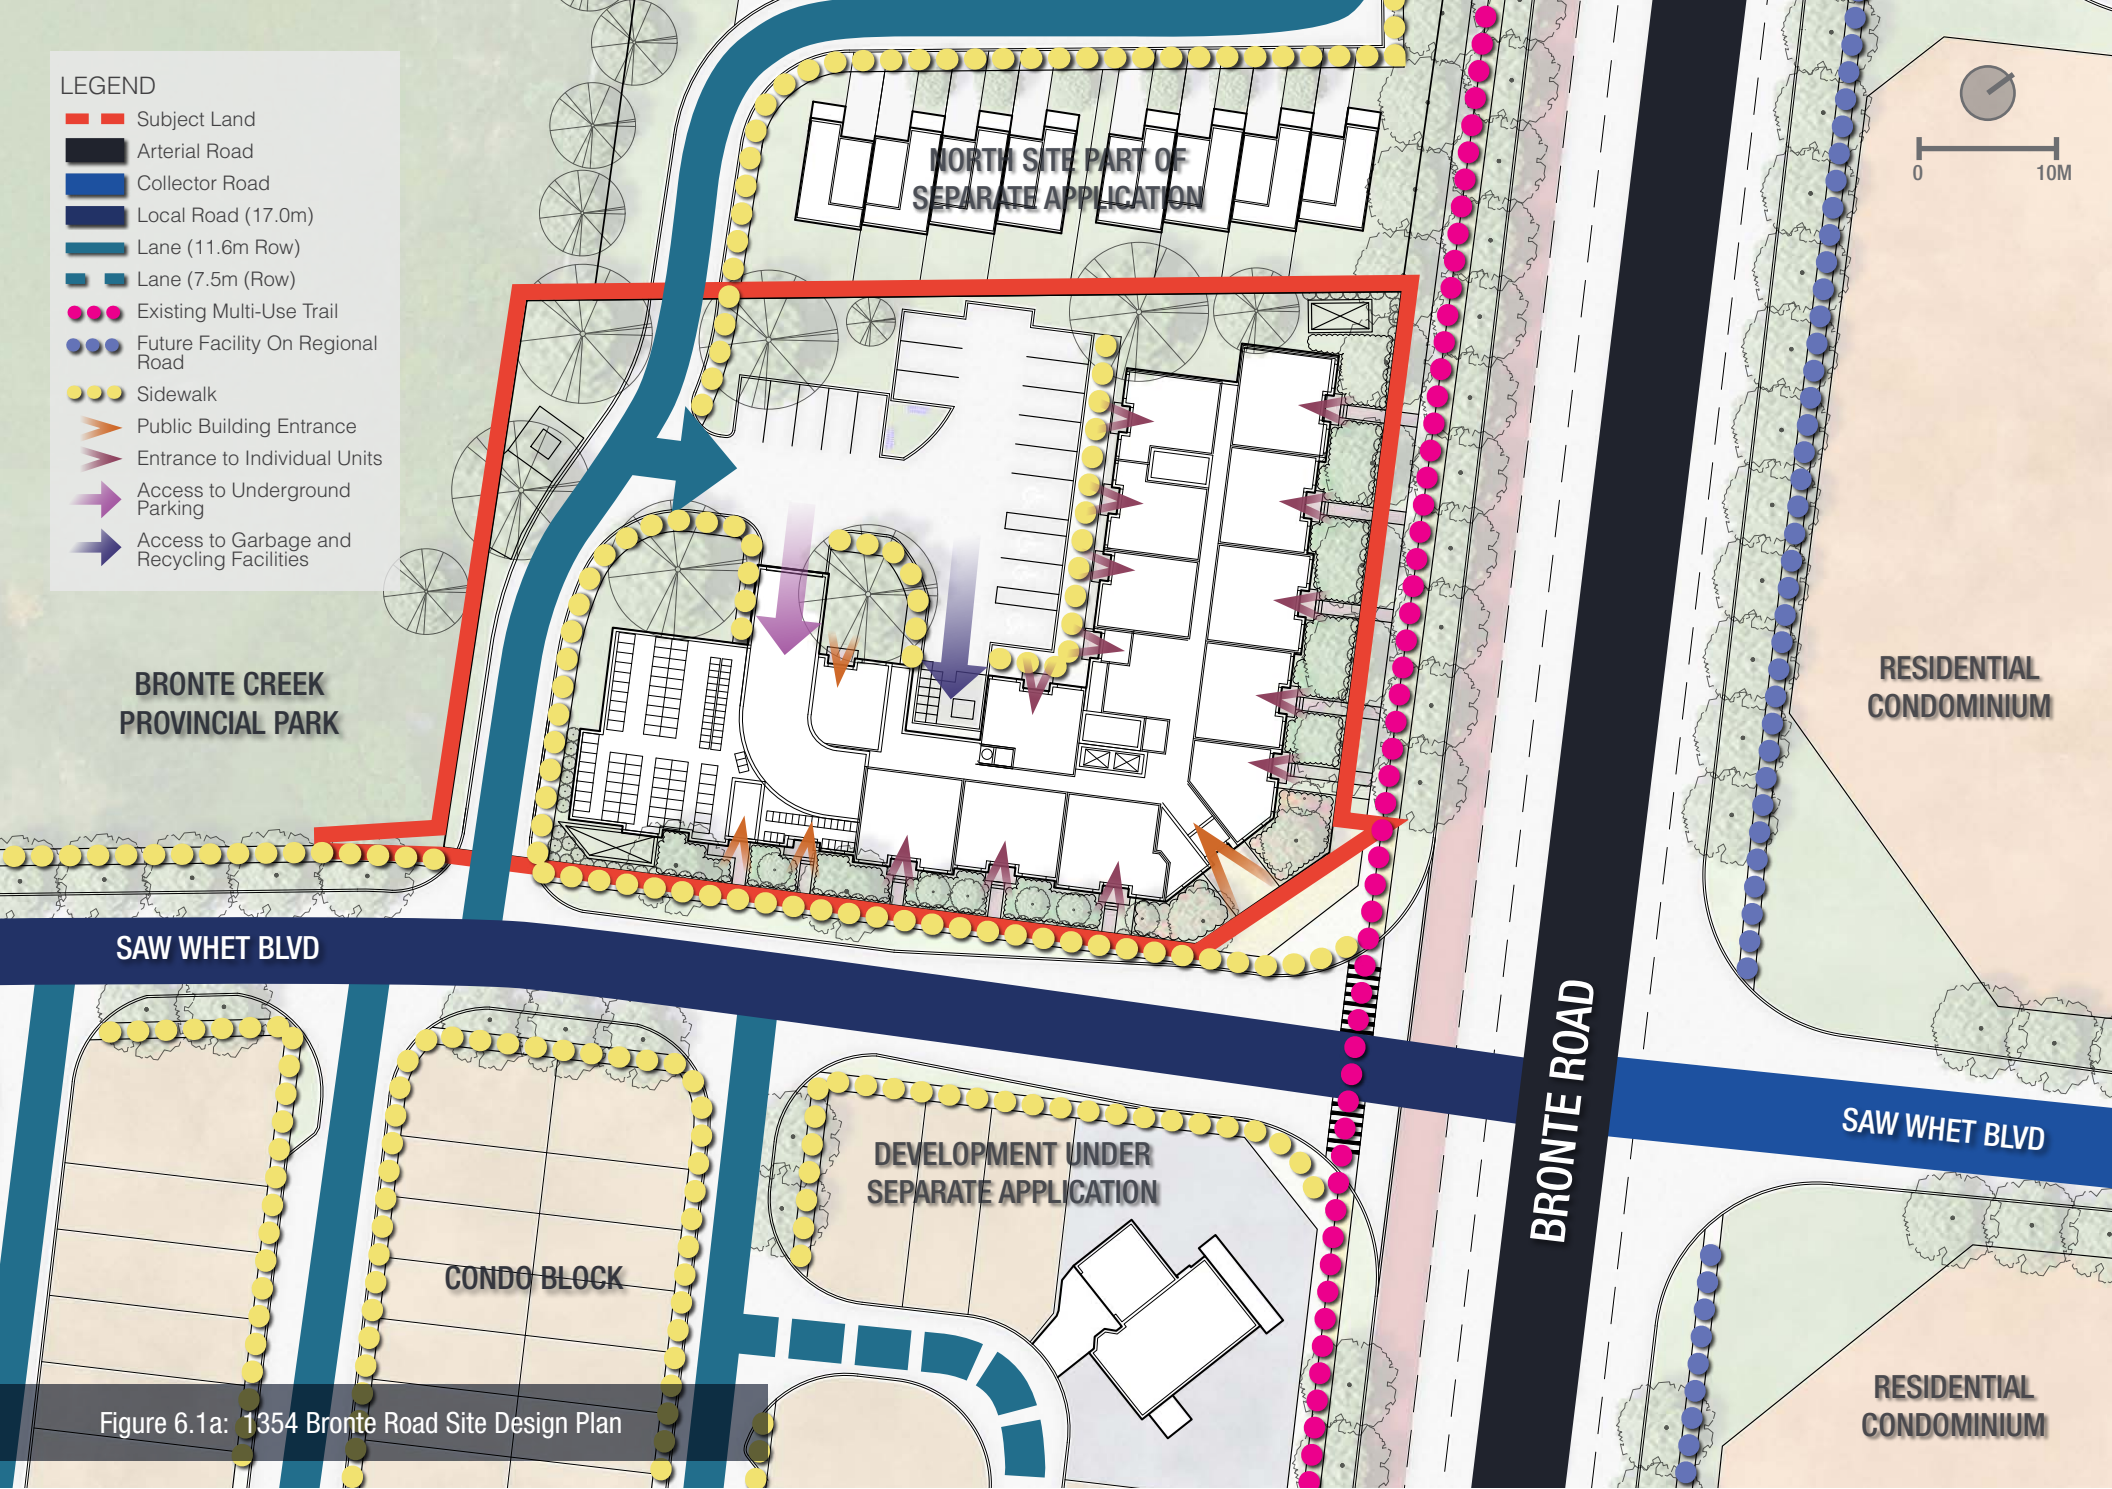 LEGEND
Subject Land
Arterial Road
Collector Road
Local Road (17.0m)
Lane (11.6m Row)
Lane (7.5m (Row)
Existing Multi-Use Trail
Future Facility On Regional
Road
Sidewalk
Public Building Entrance
Entrance to Individual Units
Access to Underground
Parking
Access to Garbage and
Recycling Facilities
0 10M
NORTH SITE PART OF
SEPARATE APPLICATION
BRONTE CREEK
PROVINCIAL PARK
RESIDENTIAL
CONDOMINIUM
SAW WHET BLVD
BRONTE ROAD
SAW WHET BLVD
DEVELOPMENT UNDER
SEPARATE APPLICATION
CONDO BLOCK
RESIDENTIAL
CONDOMINIUM
Figure 6.1a: 1354 Bronte Road Site Design Plan